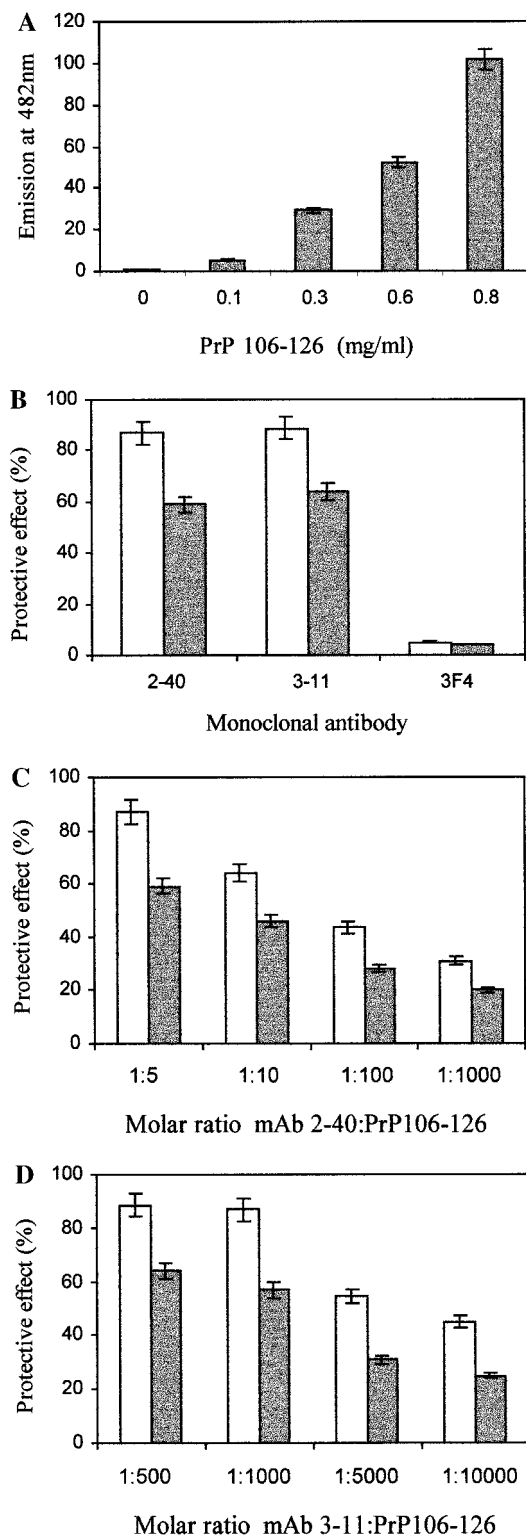 A
120
100
80
60
40
20
0
Emission at 482nm
0 0.1 0.3 0.6 0.8
PrP 106-126 (mg/ml)
B
100
80
60
40
20
0
Protective effect (%)
2-40 3-11 3F4
Monoclonal antibody
C
100
80
60
40
20
0
Protective effect (%)
1:5 1:10 1:100 1:1000
Molar ratio mAb 2-40:PrP106-126
D
100
80
60
40
20
0
Protective effect (%)
1:500 1:1000 1:5000 1:10000
Molar ratio mAb 3-11:PrP106-126